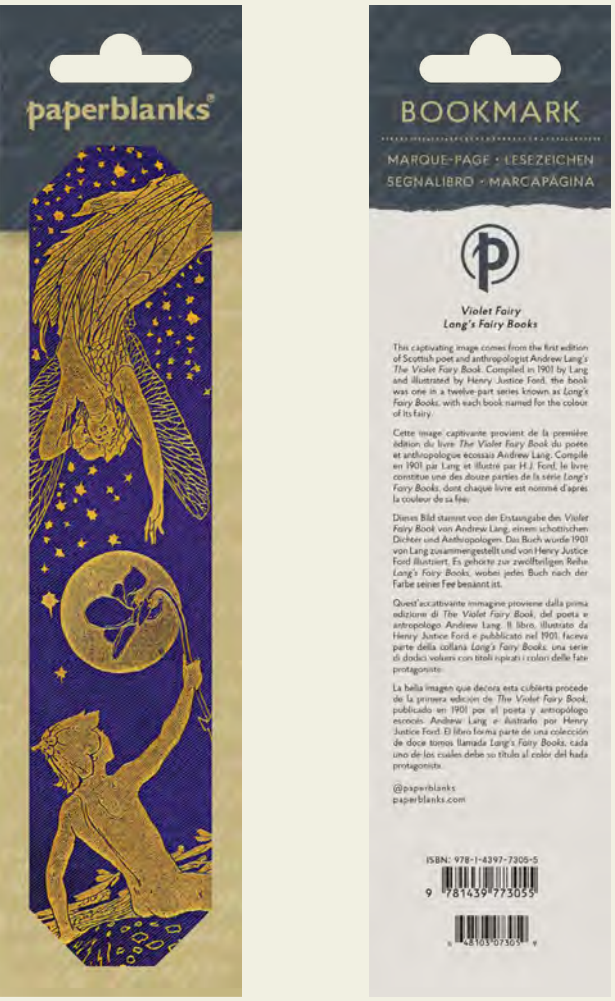 paperblanks®
BOOKMARK
MARQUE-PAGE • LESEZEICHEN
SEGNALIBRO • MARCAPÁGINA
Violet Fairy
Lang's Fairy Books
This captivating image comes from the first edition
of Scottish poet and anthropologist Andrew Lang's
The Violet Fairy Book. Compiled in 1901 by Lang
and illustrated by Henry Justice Ford, the book
was one in a twelve-part series known as Lang's
Fairy Books, with each book named for the colour
of its fairy.
Cette image captivante provient de la première
édition du livre The Violet Fairy Book du poète
et anthropologue écossais Andrew Lang. Compilé
en 1901 par Lang et illustré par H.J. Ford, le livre
constitue une des douze parties de la série Lang's
Fairy Books, dont chaque livre est nommé d'après
la couleur de sa fée.
Dieses Bild stammt von der Erstausgabe des Violet
Fairy Book von Andrew Lang, einem schottischen
Dichter und Anthropologen. Das Buch wurde 1901
von Lang zusammengestellt und von Henry Justice
Ford illustriert. Es gehörte zur zwölfteiligen Reihe
Lang's Fairy Books, wobei jedes Buch nach der
Farbe seiner Fee benannt ist.
Quest'accattivante immagine proviene dalla prima
edizione di The Violet Fairy Book, del poeta e
antropologo Andrew Lang. Il libro, illustrato da
Henry Justice Ford e pubblicato nel 1901, faceva
parte della collana Lang's Fairy Books, una serie
di dodici volumi con titoli ispirati i colori delle fate
protagoniste.
La bella imagen que decora esta cubierta procede
de la primera edición de The Violet Fairy Book,
publicado en 1901 por el poeta y antropólogo
escocés Andrew Lang e ilustrado por Henry
Justice Ford. El libro forma parte de una colección
de doce tomos llamada Lang's Fairy Books, cada
uno de los cuales debe su título al color del hada
protagonista.
@paperblanks
paperblanks.com
ISBN: 978-1-4397-7305-5
9 781439 773055
48103 07305 9